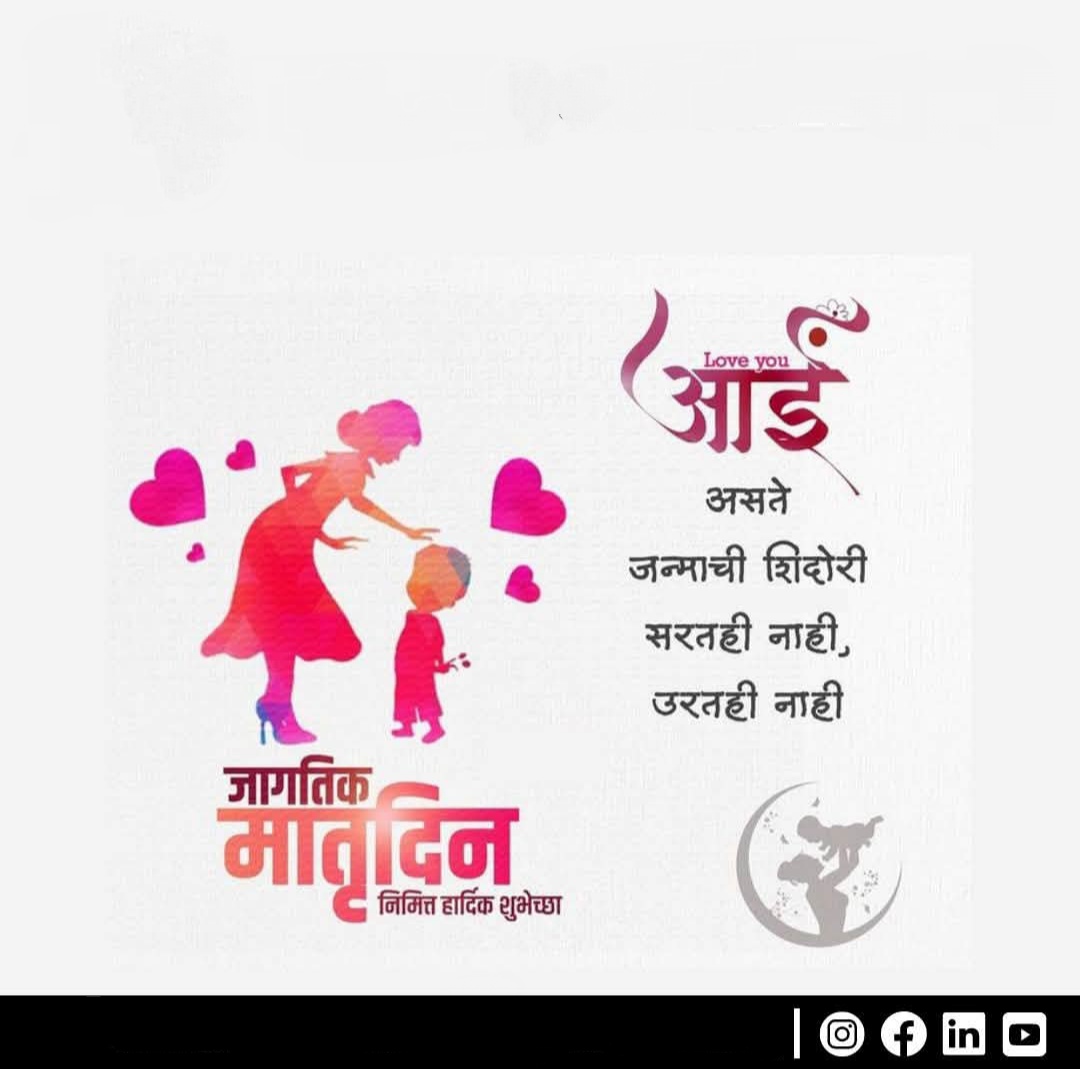 Love you
आई
असते
जन्माची शिदोरी
सरतही नाही,
उरतही नाही
जागतिक
मातृदिन
निमित्त हार्दिक शुभेच्छा